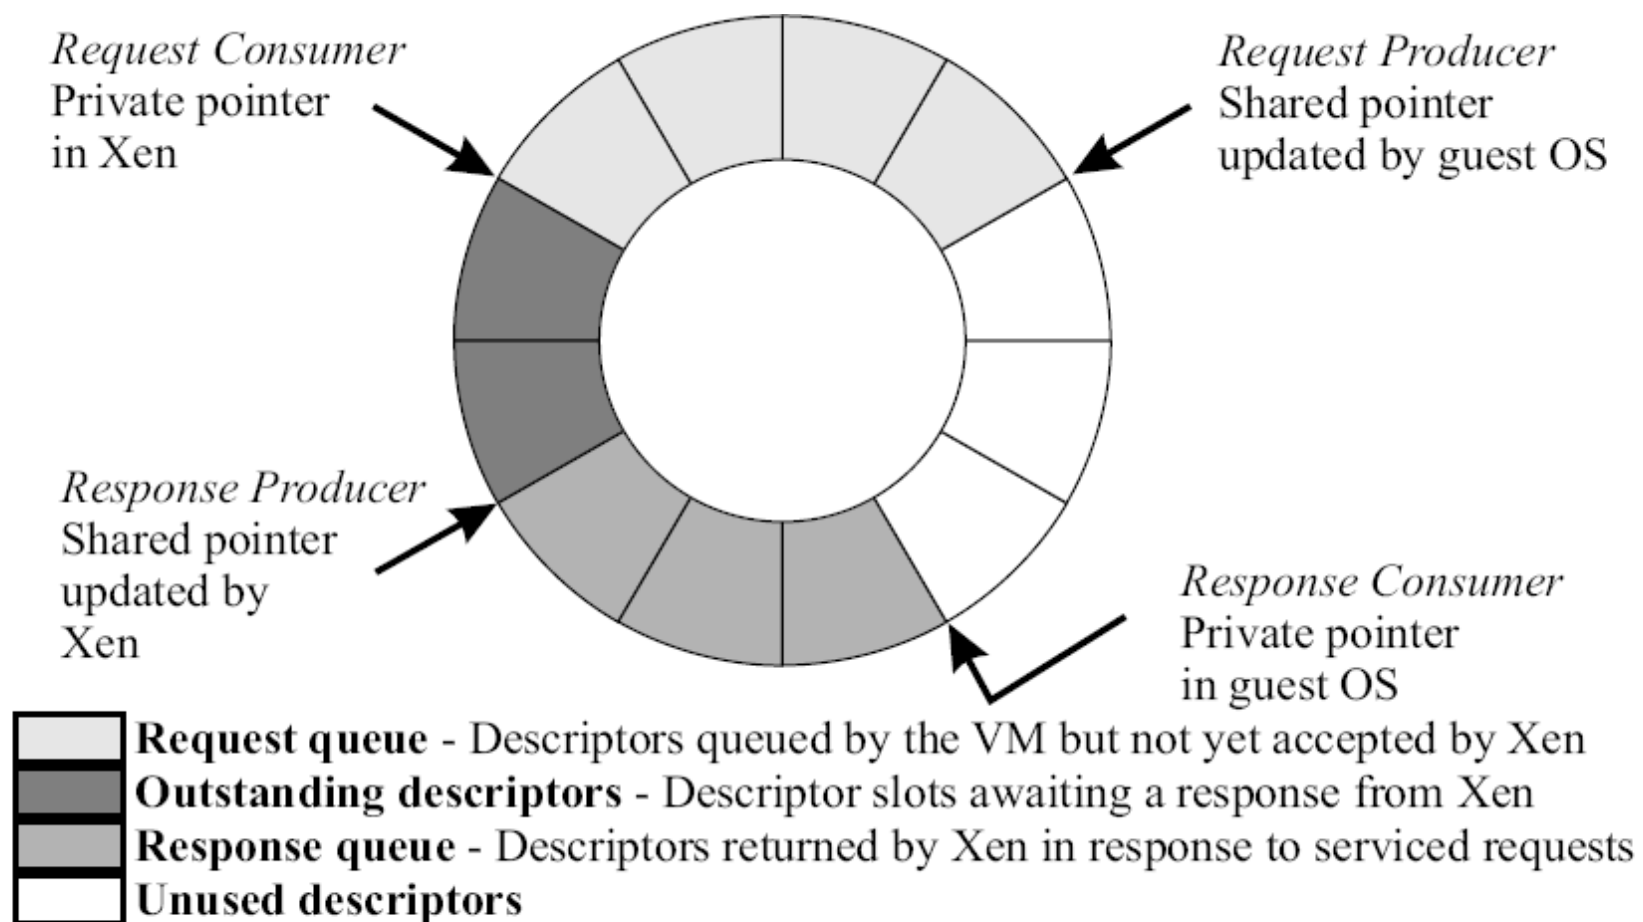 Request Consumer
Private pointer
in Xen
Request Producer
Shared pointer
updated by guest OS
Response Producer
Shared pointer
updated by
Xen
Response Consumer
Private pointer
in guest OS
Request queue - Descriptors queued by the VM but not yet accepted by Xen
Outstanding descriptors - Descriptor slots awaiting a response from Xen
Response queue - Descriptors returned by Xen in response to serviced requests
Unused descriptors